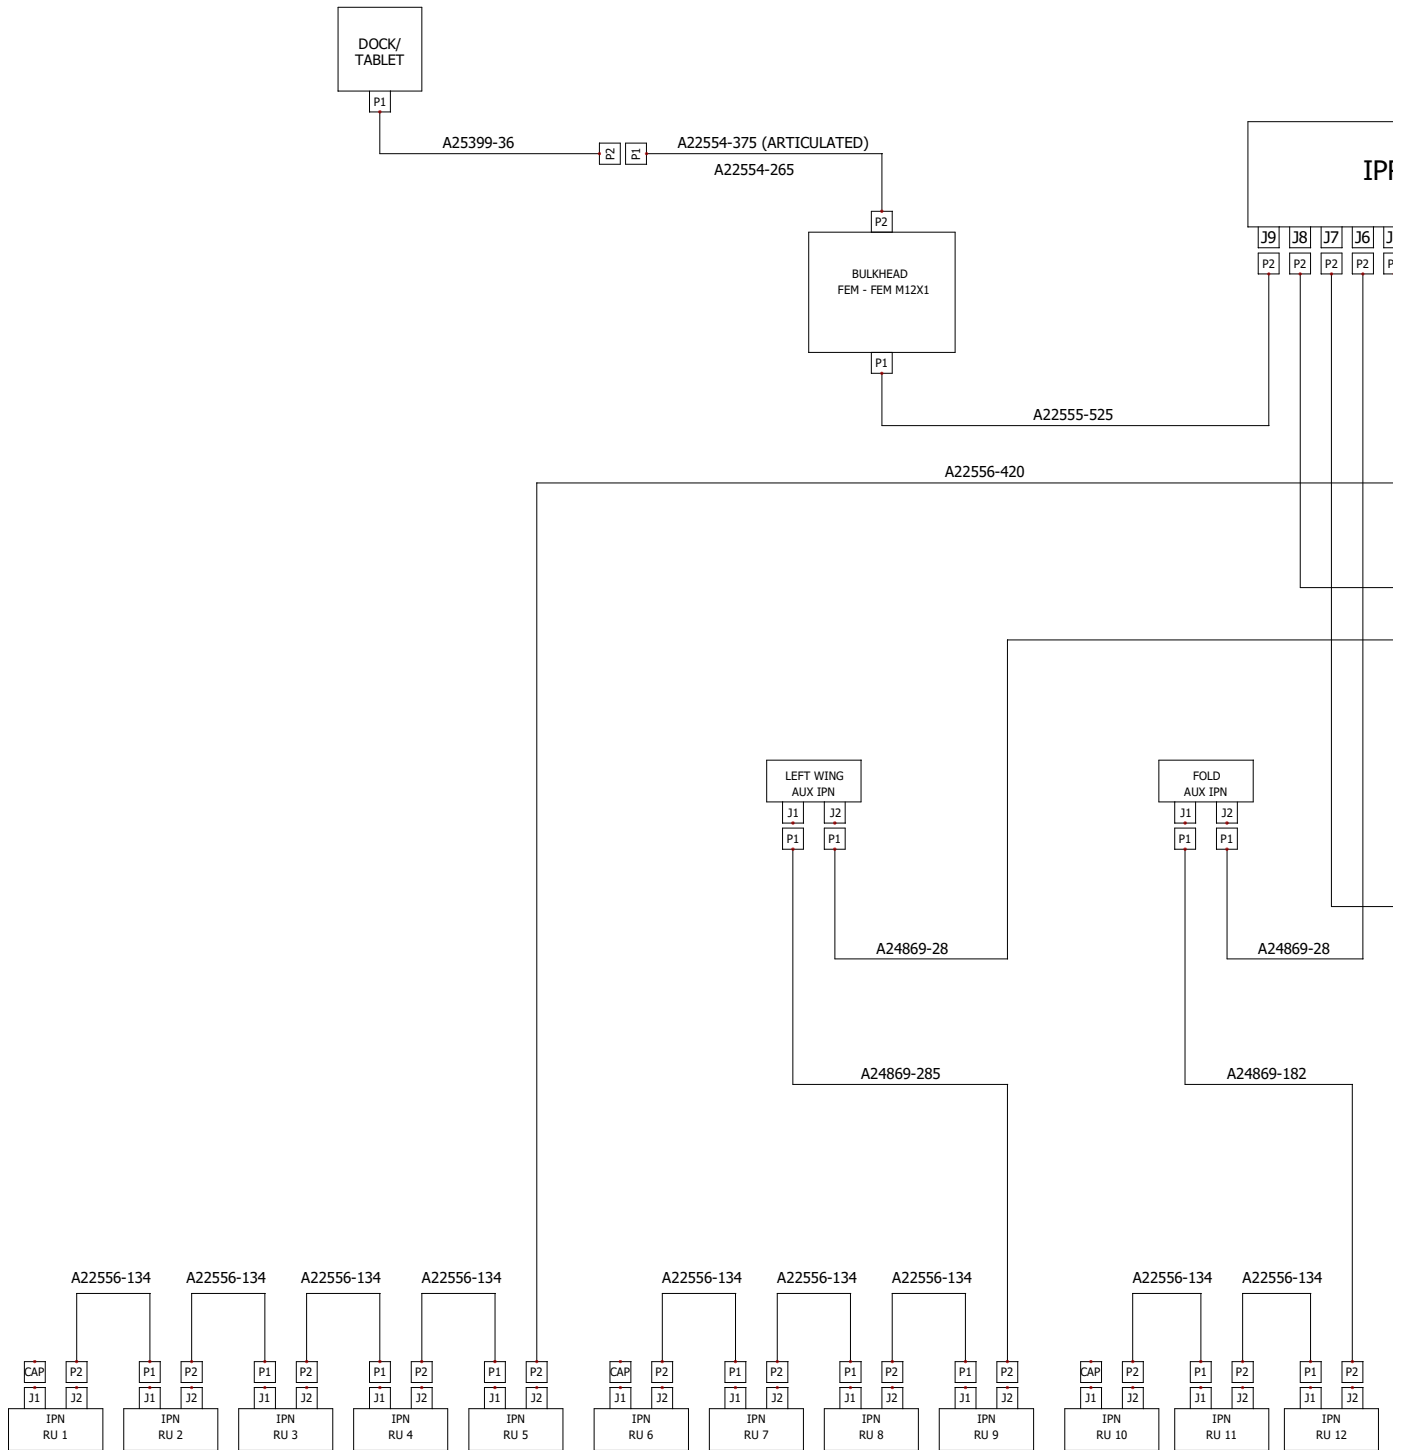 DOCK/
TABLET
P1
A25399-36
P2
P1
A22554-375 (ARTICULATED)
A22554-265
P2
BULKHEAD
FEM - FEM M12X1
P1
A22555-525
J9 J8 J7 J6
P2 P2 P2 P2
A22556-420
LEFT WING
AUX IPN
J1 J2
P1 P1
FOLD
AUX IPN
J1 J2
P1 P1
A24869-28
A24869-28
A24869-285
A24869-182
A22556-134 A22556-134 A22556-134 A22556-134 A22556-134 A22556-134 A22556-134 A22556-134 A22556-134
CAP P2 P1 P2 P1 P2 P1 P2 P1 P2 CAP P2 P1 P2 P1 P2 P1 P2 CAP P2 P1 P2 P1 P2
J1 J2 J1 J2 J1 J2 J1 J2 J1 J2 J1 J2 J1 J2 J1 J2 J1 J2 J1 J2 J1 J2 J1 J2
IPN IPN IPN IPN IPN IPN IPN IPN IPN IPN IPN IPN
RU 1 RU 2 RU 3 RU 4 RU 5 RU 6 RU 7 RU 8 RU 9 RU 10 RU 11 RU 12